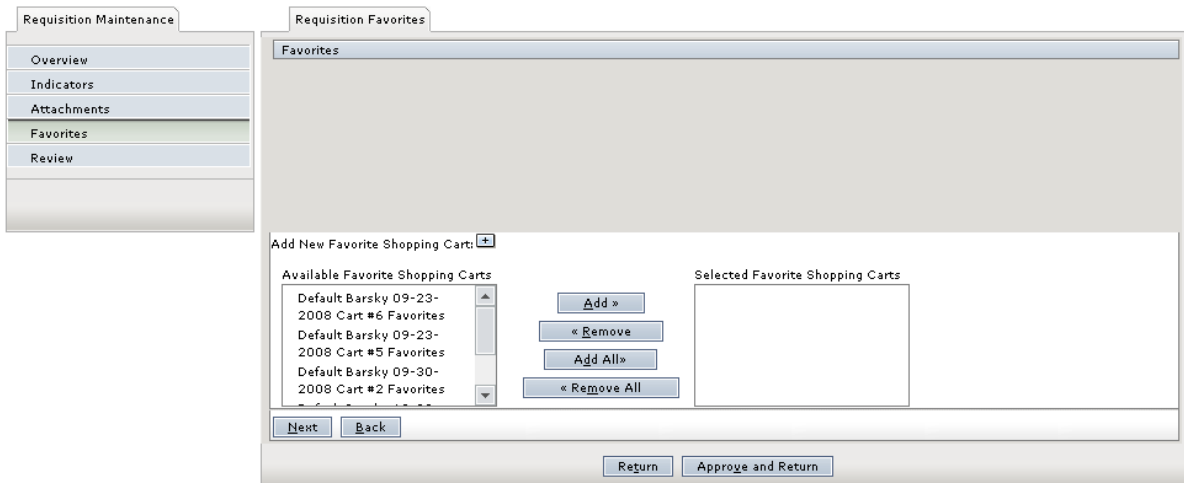 Requisition Maintenance
Overview
Indicators
Attachments
Favorites
Review
Requisition Favorites
Favorites
Add New Favorite Shopping Cart: +
Available Favorite Shopping Carts
Default Barsky 09-23-
2008 Cart #6 Favorites
Default Barsky 09-23-
2008 Cart #5 Favorites
Default Barsky 09-30-
2008 Cart #2 Favorites
Add »
« Remove
Add All»
« Remove All
Selected Favorite Shopping Carts
Next Back
Return Approve and Return